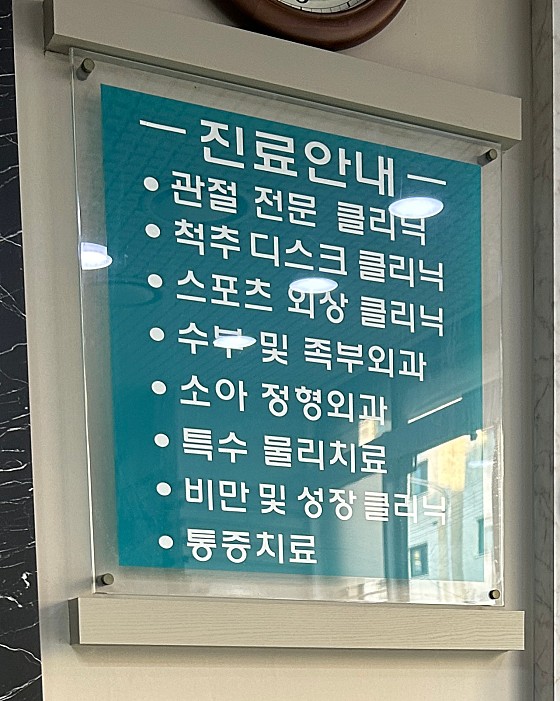 — 진료안내 —
• 관절 전문 클리닉
• 척추 디스크 클리닉
• 스포츠 외상 클리닉
• 수부 및 족부외과
• 소아 정형외과
• 특수 물리치료
• 비만 및 성장 클리닉
• 통증치료